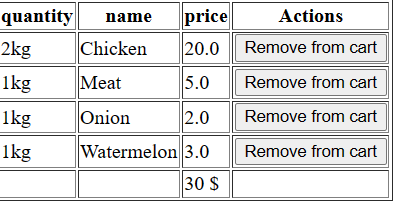 quantity name price Actions
2kg Chicken 20.0 Remove from cart
1kg Meat 5.0 Remove from cart
1kg Onion 2.0 Remove from cart
1kg Watermelon 3.0 Remove from cart
30 $